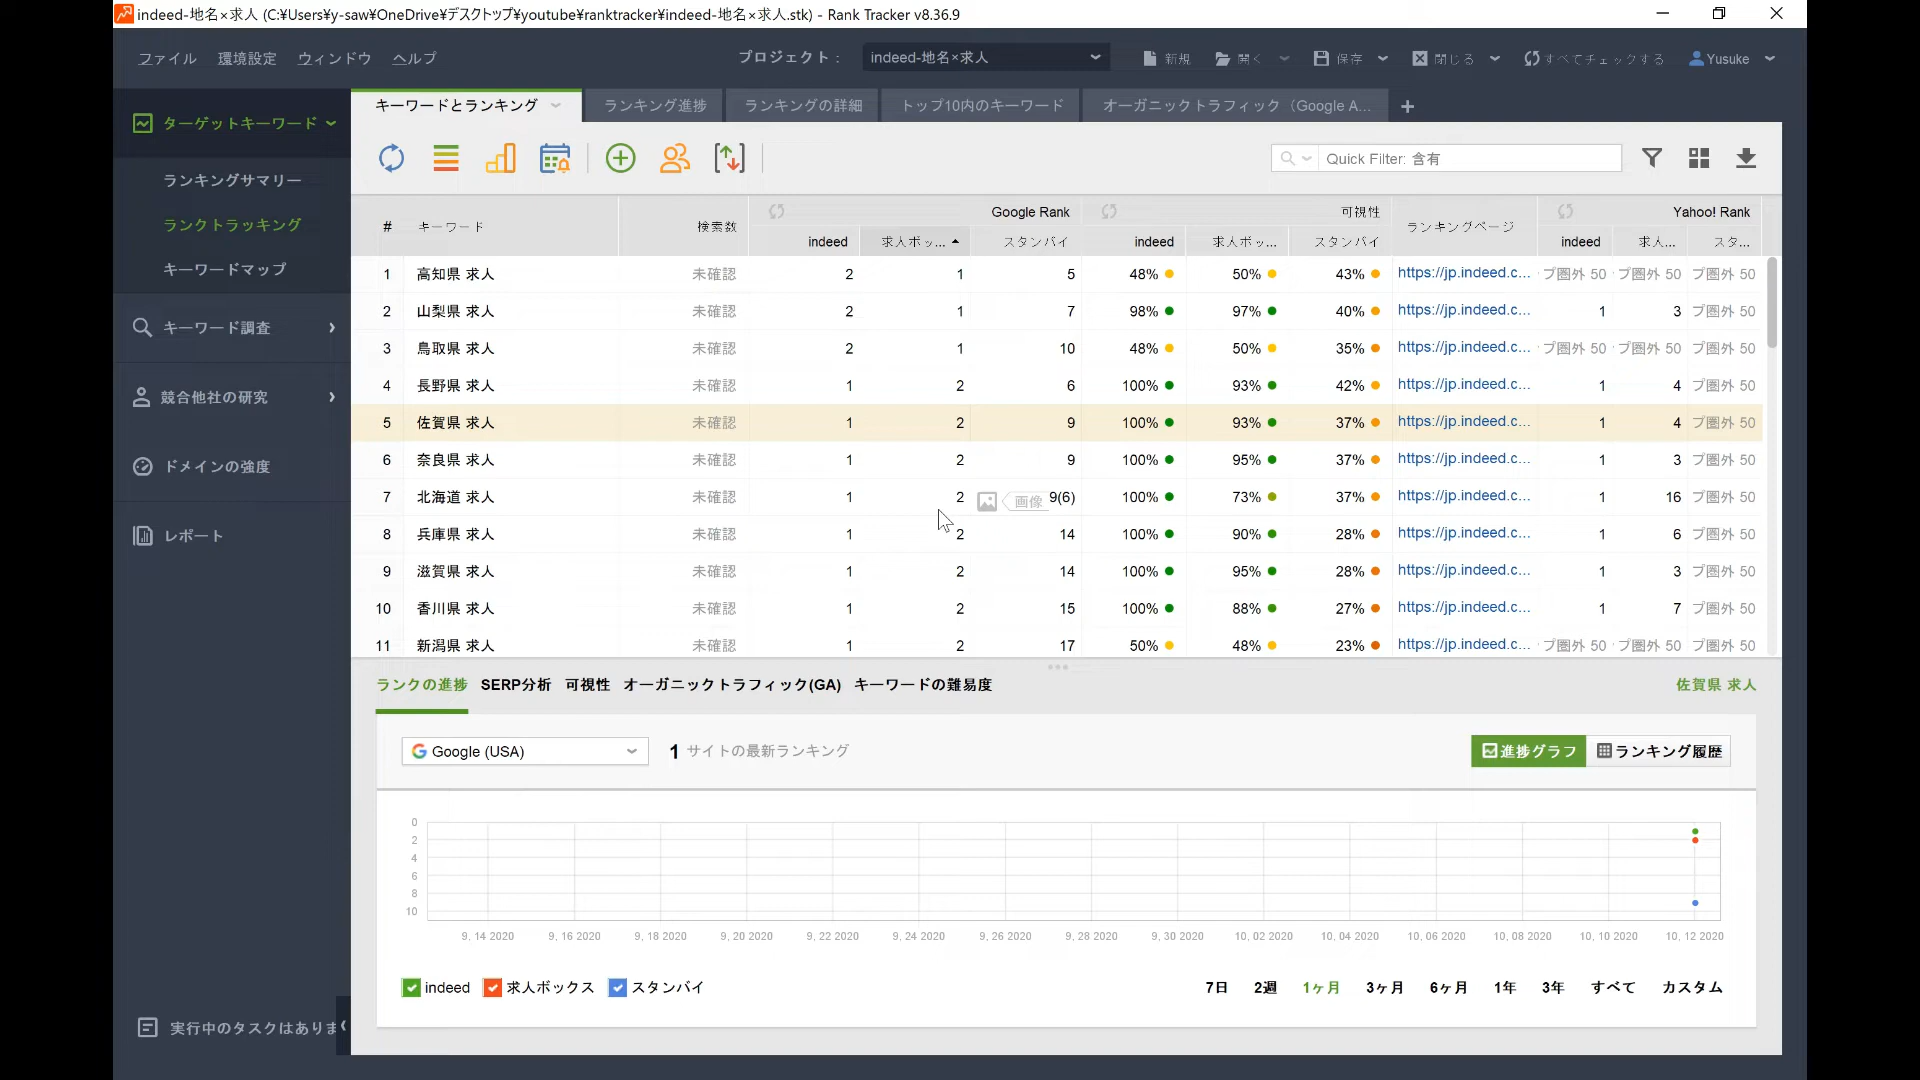 indeed-地名×求人 (C:¥Users¥y-saw¥OneDrive¥デスクトップ¥youtube¥ranktracker¥indeed-地名×求人.stk) - Rank Tracker v8.36.9
ファイル 環境設定 ウィンドウ ヘルプ プロジェクト： indeed-地名×求人 新規 開く 保存 閉じる すべてチェックする Yusuke
ターゲットキーワード
ランキングサマリー
ランクトラッキング
キーワードマップ
キーワード調査
競合他社の研究
ドメインの強度
レポート
実行中のタスクはありま
キーワードとランキング ランキング進捗 ランキングの詳細 トップ10内のキーワード オーガニックトラフィック（Google A... +
Quick Filter: 含有
# キーワード 検索数 Google Rank 可視性 ランキングページ Yahoo! Rank
indeed 求人ボッ... スタンバイ indeed 求人ボッ... スタンバイ indeed 求人... スタ...
1 高知県 求人 未確認 2 1 5 48% 50% 43% https://jp.indeed.c... プ圏外 50 プ圏外 50 プ圏外 50
2 山梨県 求人 未確認 2 1 7 98% 97% 40% https://jp.indeed.c... 1 3 プ圏外 50
3 鳥取県 求人 未確認 2 1 10 48% 50% 35% https://jp.indeed.c... プ圏外 50 プ圏外 50 プ圏外 50
4 長野県 求人 未確認 1 2 6 100% 93% 42% https://jp.indeed.c... 1 4 プ圏外 50
5 佐賀県 求人 未確認 1 2 9 100% 93% 37% https://jp.indeed.c... 1 4 プ圏外 50
6 奈良県 求人 未確認 1 2 9 100% 95% 37% https://jp.indeed.c... 1 3 プ圏外 50
7 北海道 求人 未確認 1 2 画像 9(6) 100% 73% 37% https://jp.indeed.c... 1 16 プ圏外 50
8 兵庫県 求人 未確認 1 2 14 100% 90% 28% https://jp.indeed.c... 1 6 プ圏外 50
9 滋賀県 求人 未確認 1 2 14 100% 95% 28% https://jp.indeed.c... 1 3 プ圏外 50
10 香川県 求人 未確認 1 2 15 100% 88% 27% https://jp.indeed.c... 1 7 プ圏外 50
11 新潟県 求人 未確認 1 2 17 50% 48% 23% https://jp.indeed.c... プ圏外 50 プ圏外 50 プ圏外 50
ランクの進捗 SERP分析 可視性 オーガニックトラフィック(GA) キーワードの難易度 佐賀県 求人
Google (USA) 1 サイトの最新ランキング 進捗グラフ ランキング履歴
0
2
4
6
8
10
9, 14 2020 9, 16 2020 9, 18 2020 9, 20 2020 9, 22 2020 9, 24 2020 9, 26 2020 9, 28 2020 9, 30 2020 10, 02 2020 10, 04 2020 10, 06 2020 10, 08 2020 10, 10 2020 10, 12 2020
indeed 求人ボックス スタンバイ 7日 2週 1ヶ月 3ヶ月 6ヶ月 1年 3年 すべて カスタム